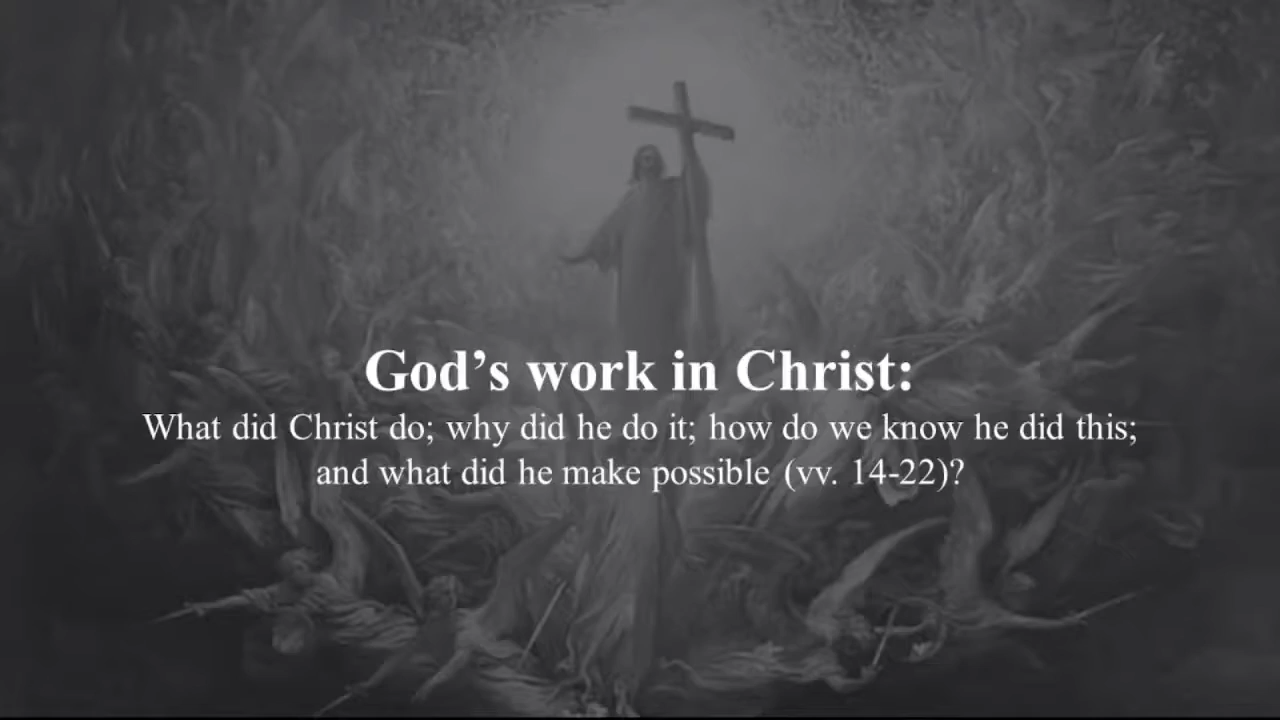 God’s work in Christ:
What did Christ do; why did he do it; how do we know he did this;
and what did he make possible (vv. 14-22)?